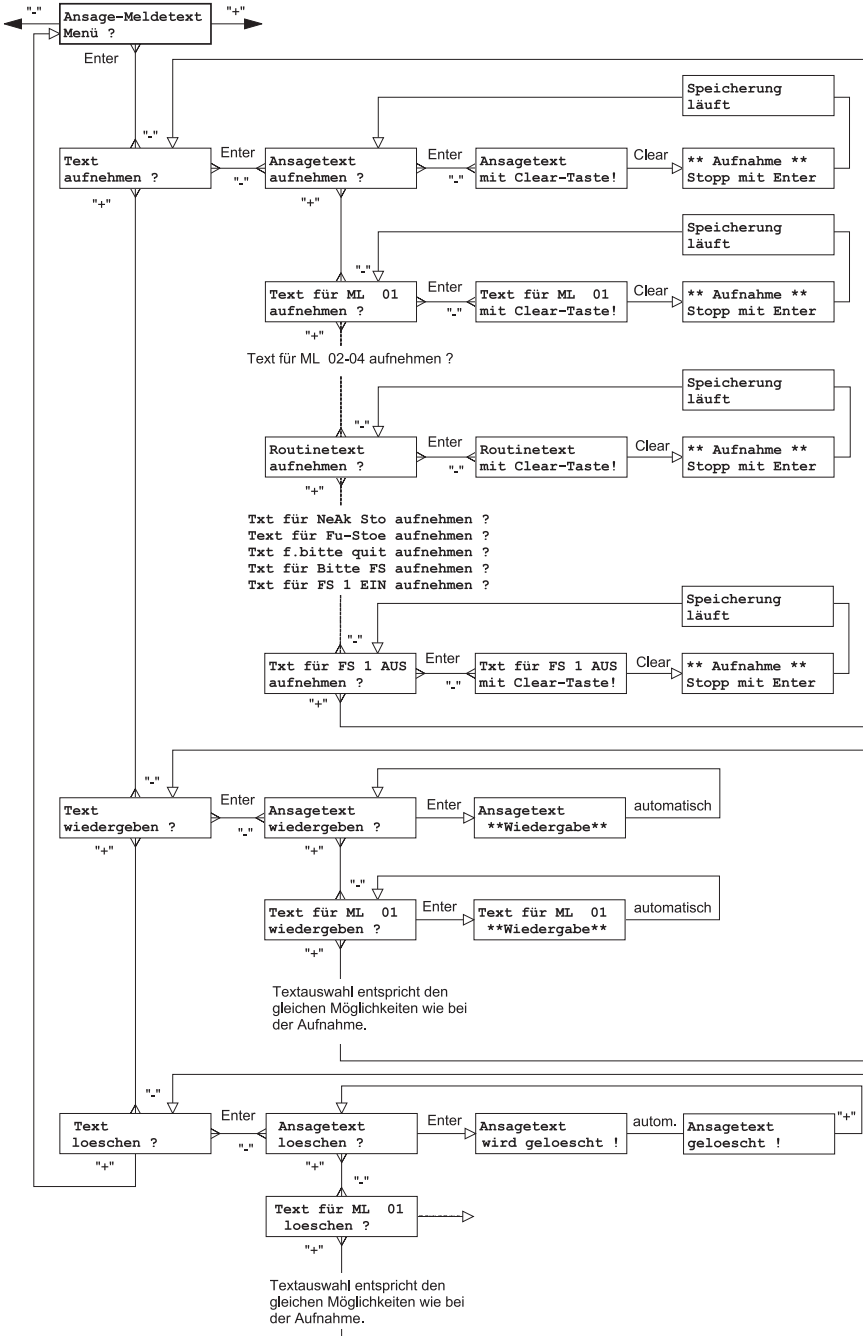 "-"
Ansage-Meldetext
Menü ?
"+"
Enter
Speicherung
läuft
"-"
Text
aufnehmen ?
Enter
"-"
Ansagetext
aufnehmen ?
Enter
"-"
Ansagetext
mit Clear-Taste!
Clear
** Aufnahme **
Stopp mit Enter
"+"
"+"
Speicherung
läuft
"-"
Text für ML 01
aufnehmen ?
Enter
"-"
Text für ML 01
mit Clear-Taste!
Clear
** Aufnahme **
Stopp mit Enter
"+"
Text für ML 02-04 aufnehmen ?
Speicherung
läuft
"-"
Routinetext
aufnehmen ?
Enter
"-"
Routinetext
mit Clear-Taste!
Clear
** Aufnahme **
Stopp mit Enter
"+"
Txt für NeAk Sto aufnehmen ?
Text für Fu-Stoe aufnehmen ?
Txt f.bitte quit aufnehmen ?
Txt für Bitte FS aufnehmen ?
Txt für FS 1 EIN aufnehmen ?
Speicherung
läuft
"-"
Txt für FS 1 AUS
aufnehmen ?
Enter
"-"
Txt für FS 1 AUS
mit Clear-Taste!
Clear
** Aufnahme **
Stopp mit Enter
"+"
"-"
Text
wiedergeben ?
Enter
"-"
Ansagetext
wiedergeben ?
Enter
Ansagetext
**Wiedergabe**
automatisch
"+"
"+"
"-"
Text für ML 01
wiedergeben ?
Enter
Text für ML 01
**Wiedergabe**
automatisch
"+"
Textauswahl entspricht den
gleichen Möglichkeiten wie bei
der Aufnahme.
"-"
Text
loeschen ?
Enter
"-"
Ansagetext
loeschen ?
Enter
Ansagetext
wird geloescht !
autom.
Ansagetext
geloescht !
"+"
"+"
"+"
"-"
Text für ML 01
loeschen ?
"+"
Textauswahl entspricht den
gleichen Möglichkeiten wie bei
der Aufnahme.